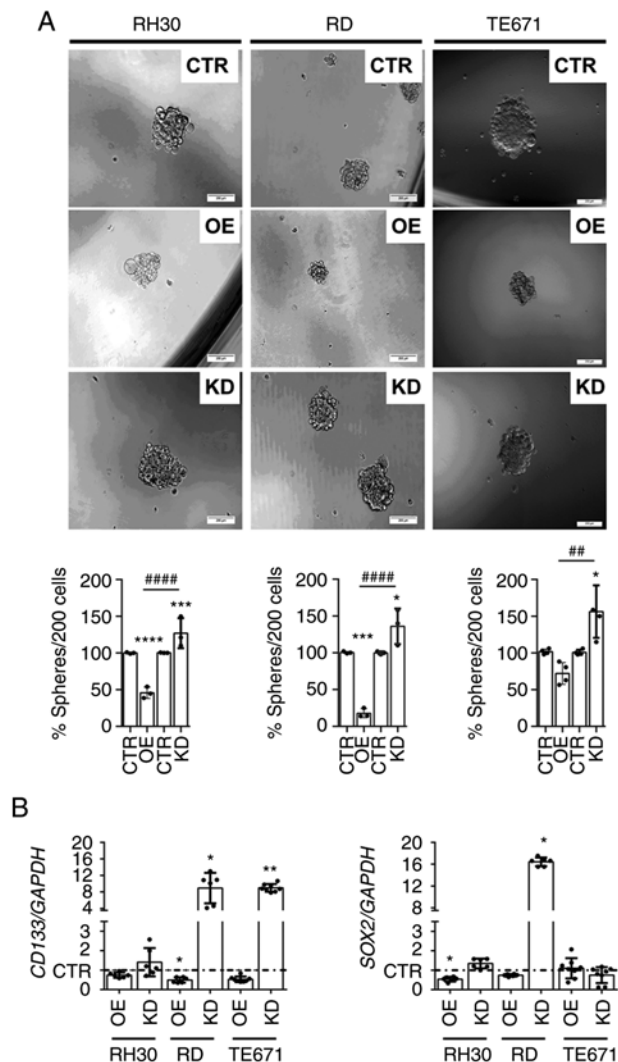 A
RH30 RD TE671
CTR CTR CTR
OE OE OE
KD KD KD
% Spheres/200 cells
200
150
100
50
0
####
**** ***
CTR OE CTR KD
% Spheres/200 cells
200
150
100
50
0
####
*** *
CTR OE CTR KD
% Spheres/200 cells
200
150
100
50
0
##
*
CTR OE CTR KD
B
CD133/GAPDH
20
16
12
8
4
2
1
0
CTR
* * **
OE KD OE KD OE KD
RH30 RD TE671
SOX2/GAPDH
20
16
12
8
4
2
1
0
CTR
* *
OE KD OE KD OE KD
RH30 RD TE671